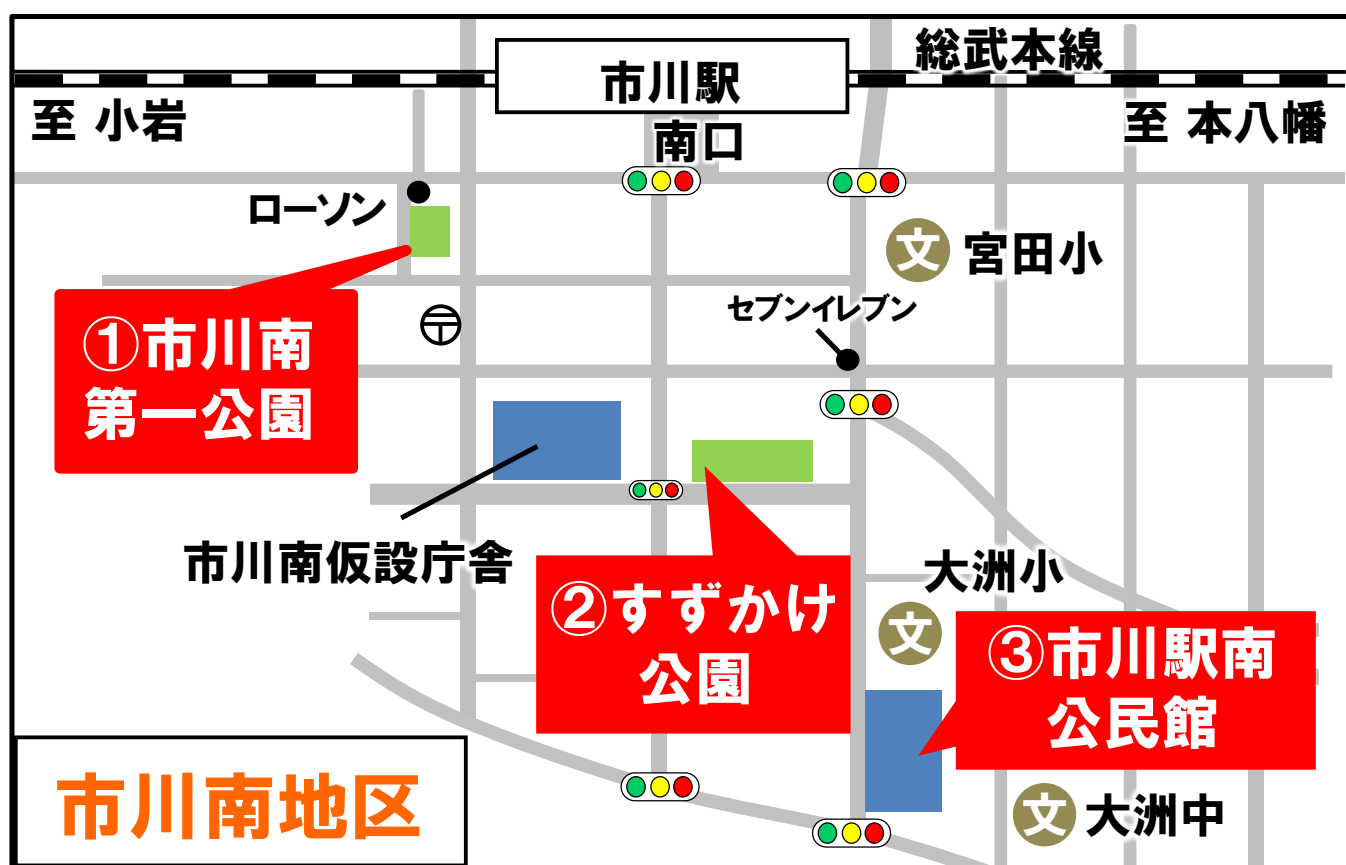 総武本線
市川駅
至 小岩
至 本八幡
南口
ローソン
文
宮田小
セブンイレブン
①市川南
第一公園
〒
市川南仮設庁舎
大洲小
②すずかけ
公園
文
③市川駅南
公民館
市川南地区
文
大洲中